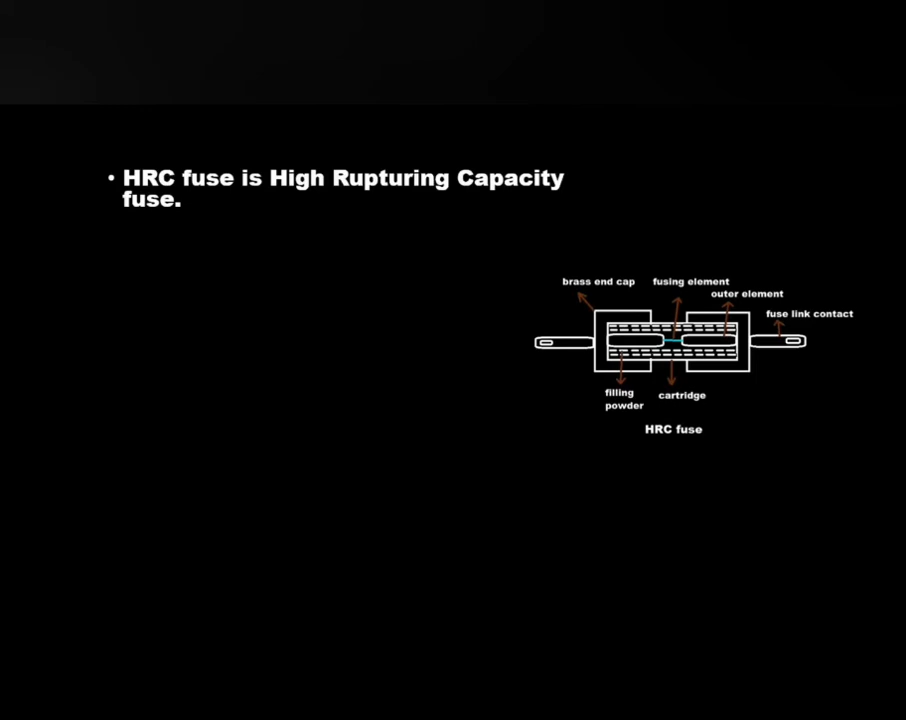 • HRC fuse is High Rupturing Capacity
fuse.
brass end cap
fusing element
outer element
fuse link contact
filling
powder
cartridge
HRC fuse